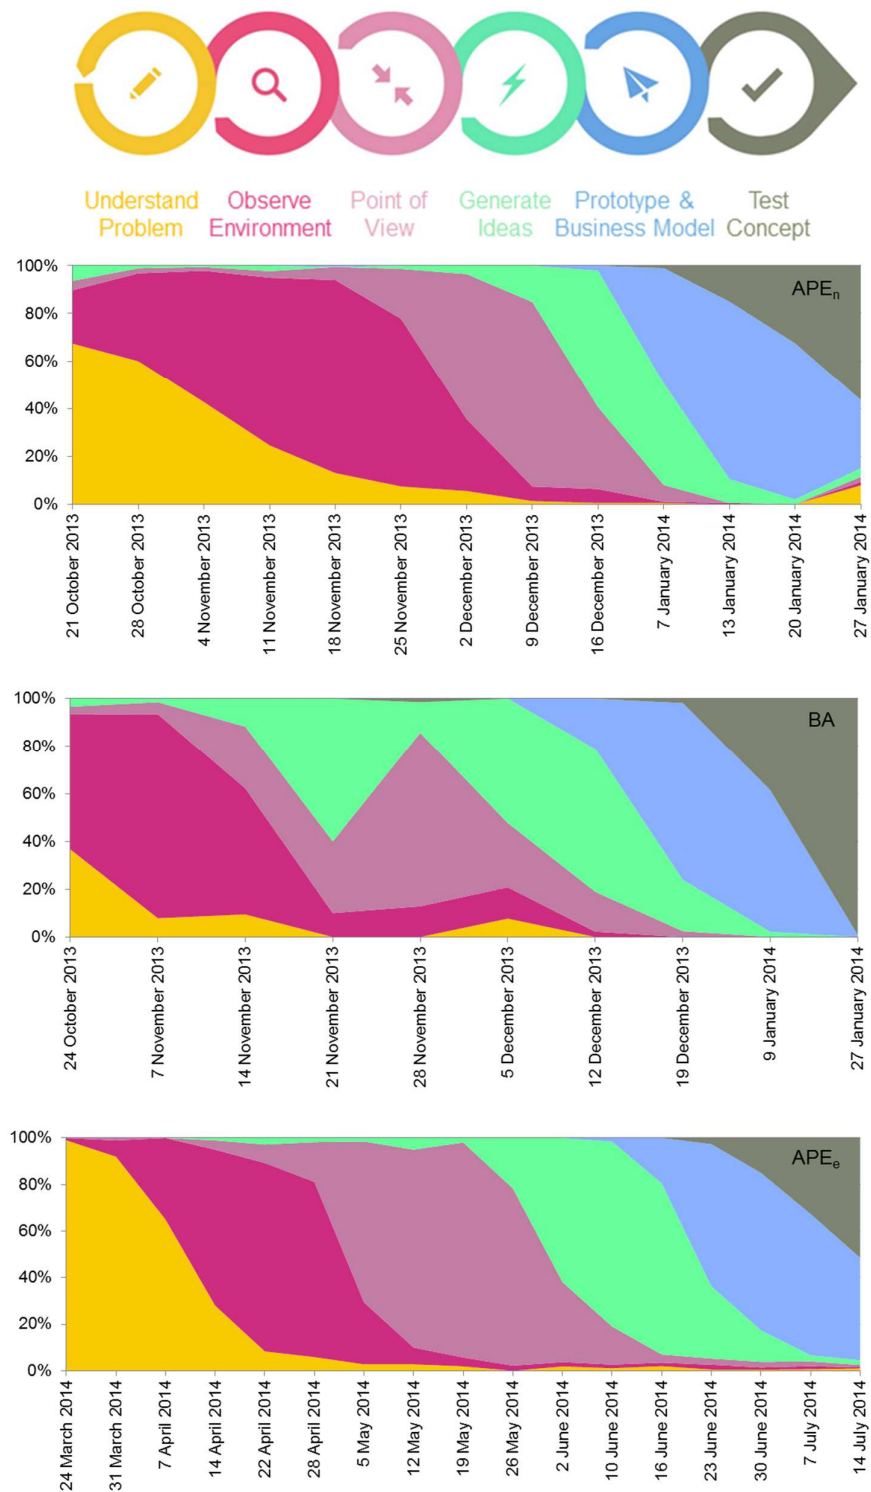 Understand Problem
Observe Environment
Point of View
Generate Ideas
Prototype & Business Model
Test Concept
APEn
100%
80%
60%
40%
20%
0%
21 October 2013
28 October 2013
4 November 2013
11 November 2013
18 November 2013
25 November 2013
2 December 2013
9 December 2013
16 December 2013
7 January 2014
13 January 2014
20 January 2014
27 January 2014
BA
100%
80%
60%
40%
20%
0%
24 October 2013
7 November 2013
14 November 2013
21 November 2013
28 November 2013
5 December 2013
12 December 2013
19 December 2013
9 January 2014
27 January 2014
APEe
100%
80%
60%
40%
20%
0%
24 March 2014
31 March 2014
7 April 2014
14 April 2014
22 April 2014
28 April 2014
5 May 2014
12 May 2014
19 May 2014
26 May 2014
2 June 2014
10 June 2014
16 June 2014
23 June 2014
30 June 2014
7 July 2014
14 July 2014